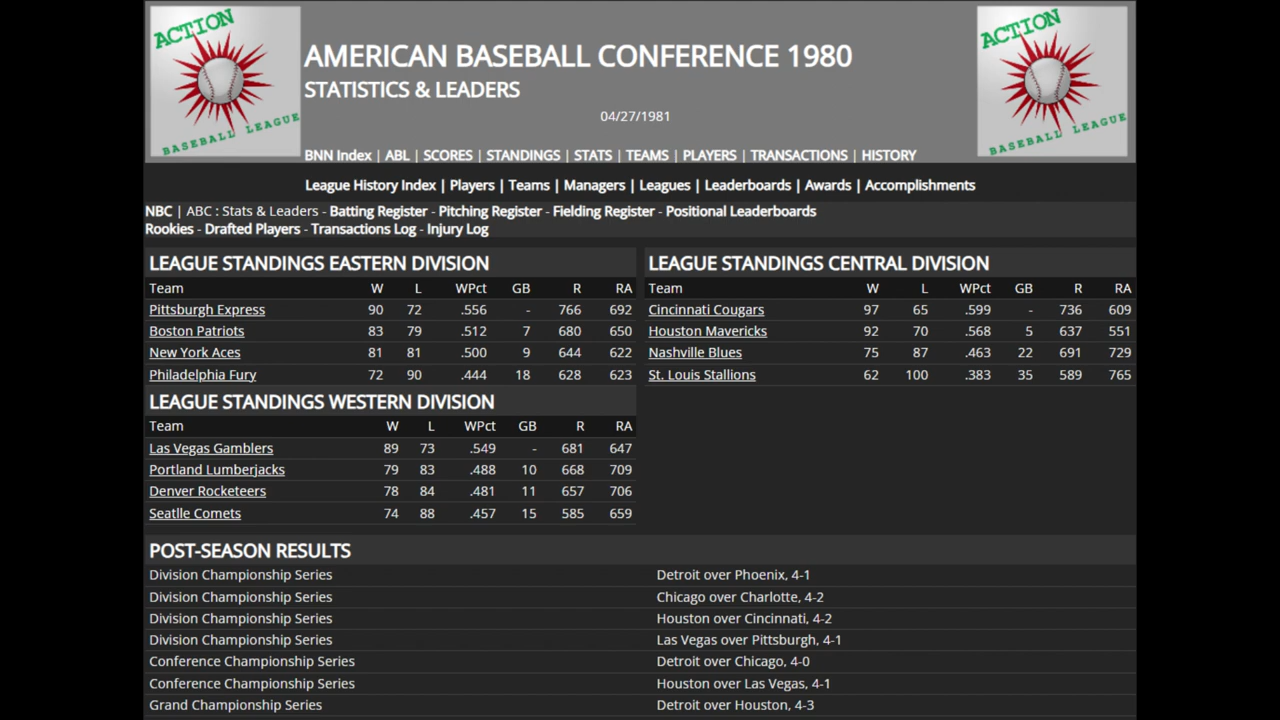 ACTION
BASEBALL LEAGUE
AMERICAN BASEBALL CONFERENCE 1980
STATISTICS & LEADERS
04/27/1981
BNN Index | ABL | SCORES | STANDINGS | STATS | TEAMS | PLAYERS | TRANSACTIONS | HISTORY
ACTION
BASEBALL LEAGUE
League History Index | Players | Teams | Managers | Leagues | Leaderboards | Awards | Accomplishments
NBC | ABC : Stats & Leaders - Batting Register - Pitching Register - Fielding Register - Positional Leaderboards
Rookies - Drafted Players - Transactions Log - Injury Log
LEAGUE STANDINGS EASTERN DIVISION
Team W L WPct GB R RA
Pittsburgh Express 90 72 .556 - 766 692
Boston Patriots 83 79 .512 7 680 650
New York Aces 81 81 .500 9 644 622
Philadelphia Fury 72 90 .444 18 628 623
LEAGUE STANDINGS CENTRAL DIVISION
Team W L WPct GB R RA
Cincinnati Cougars 97 65 .599 - 736 609
Houston Mavericks 92 70 .568 5 637 551
Nashville Blues 75 87 .463 22 691 729
St. Louis Stallions 62 100 .383 35 589 765
LEAGUE STANDINGS WESTERN DIVISION
Team W L WPct GB R RA
Las Vegas Gamblers 89 73 .549 - 681 647
Portland Lumberjacks 79 83 .488 10 668 709
Denver Rocketeers 78 84 .481 11 657 706
Seatlle Comets 74 88 .457 15 585 659
POST-SEASON RESULTS
Division Championship Series Detroit over Phoenix, 4-1
Division Championship Series Chicago over Charlotte, 4-2
Division Championship Series Houston over Cincinnati, 4-2
Division Championship Series Las Vegas over Pittsburgh, 4-1
Conference Championship Series Detroit over Chicago, 4-0
Conference Championship Series Houston over Las Vegas, 4-1
Grand Championship Series Detroit over Houston, 4-3